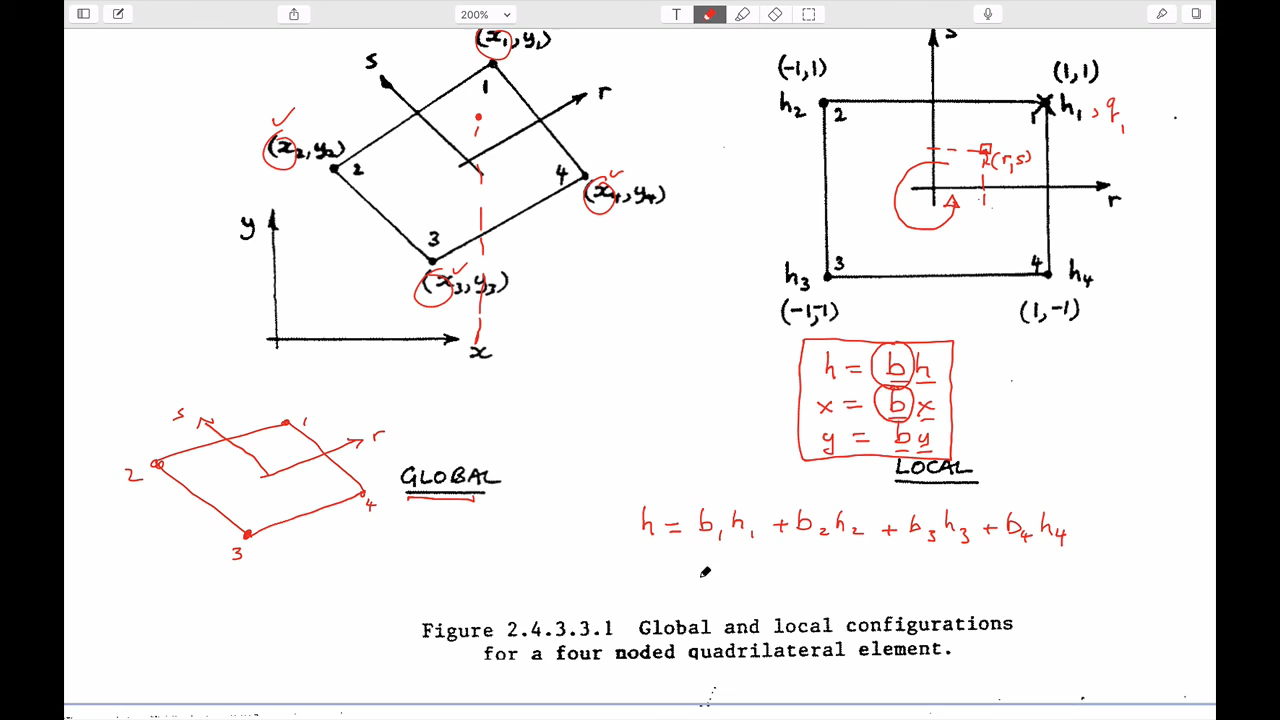 200%
T
(x₁,y₁)
s
s
1
r
(x₂,y₂)
2
4
(x₄,y₄)
y
3
(x₃,y₃)
x
(-1,1)
(1,1)
h₂
2
1
h₁, q₁
(r,s)
r
h₃
3
4
h₄
(-1,-1)
(1,-1)
h = b h
x = b x
y = b y
LOCAL
s
1
r
2
4
3
GLOBAL
h = b₁h₁ + b₂h₂ + b₃h₃ + b₄h₄
Figure 2.4.3.3.1 Global and local configurations
for a four noded quadrilateral element.